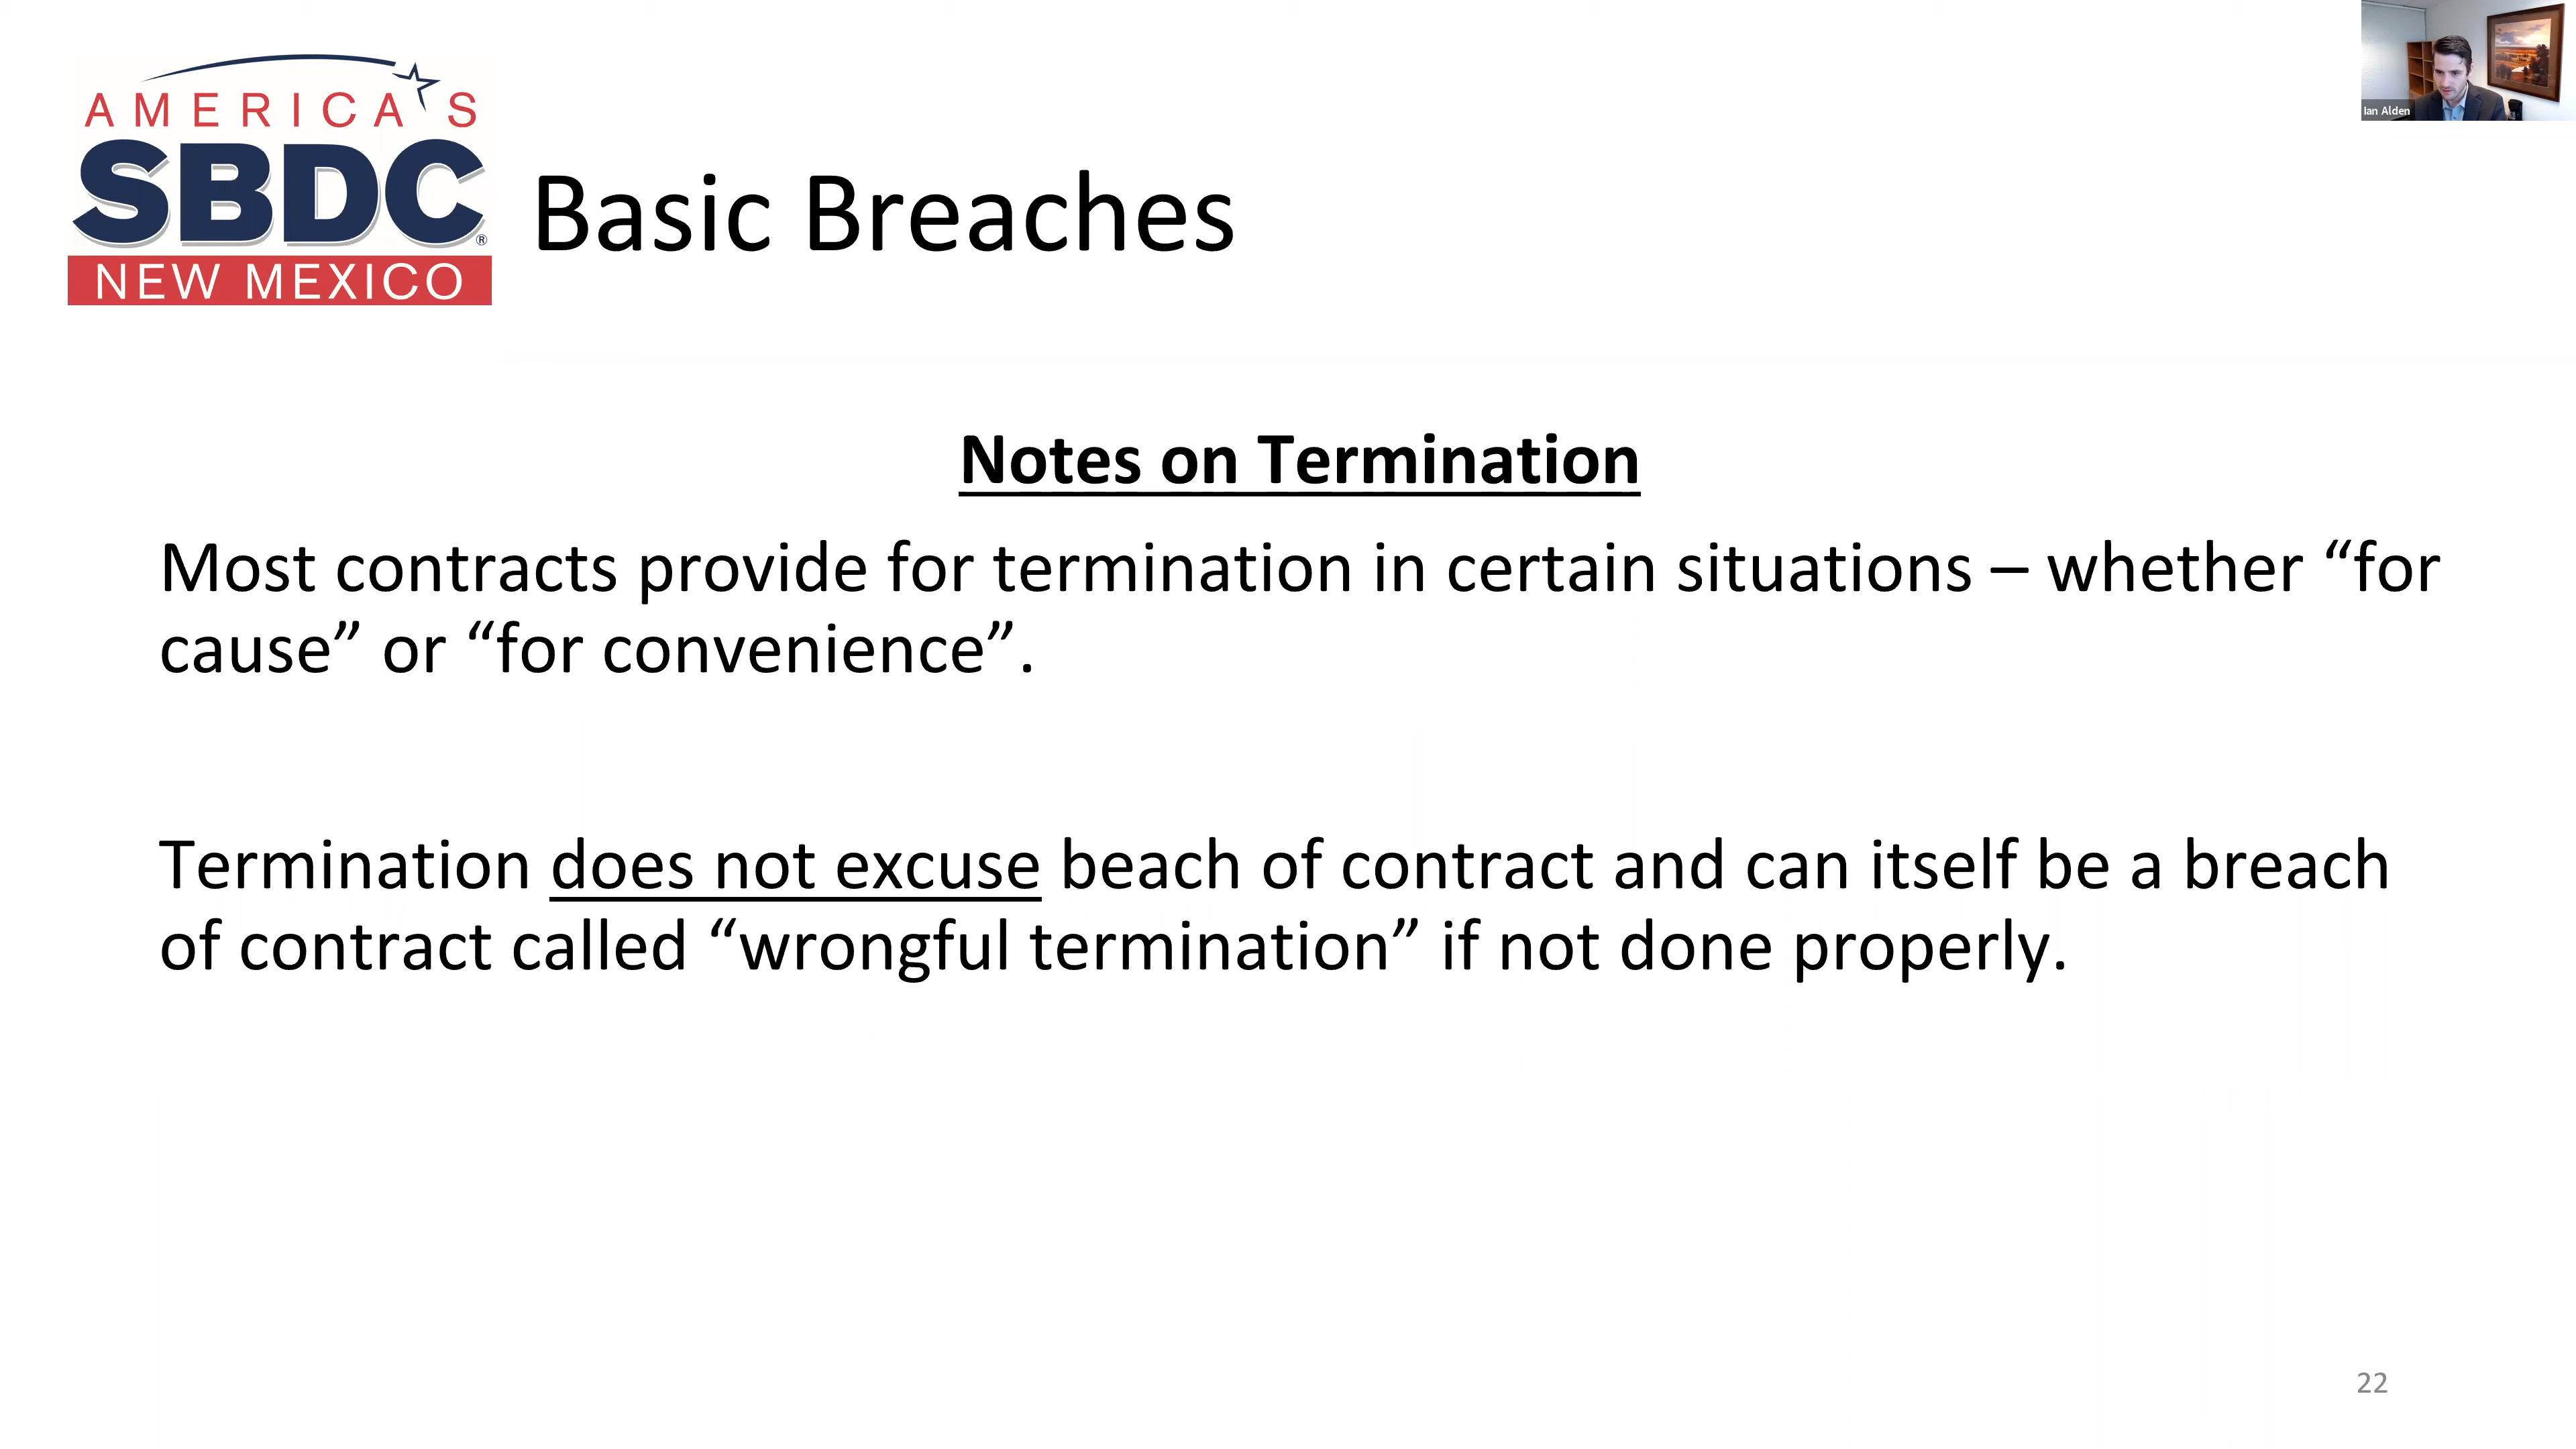 AMERICA'S
SBDC®
NEW MEXICO
Ian Alden
Basic Breaches
Notes on Termination
Most contracts provide for termination in certain situations – whether “for
cause” or “for convenience”.
Termination does not excuse beach of contract and can itself be a breach
of contract called “wrongful termination” if not done properly.
22